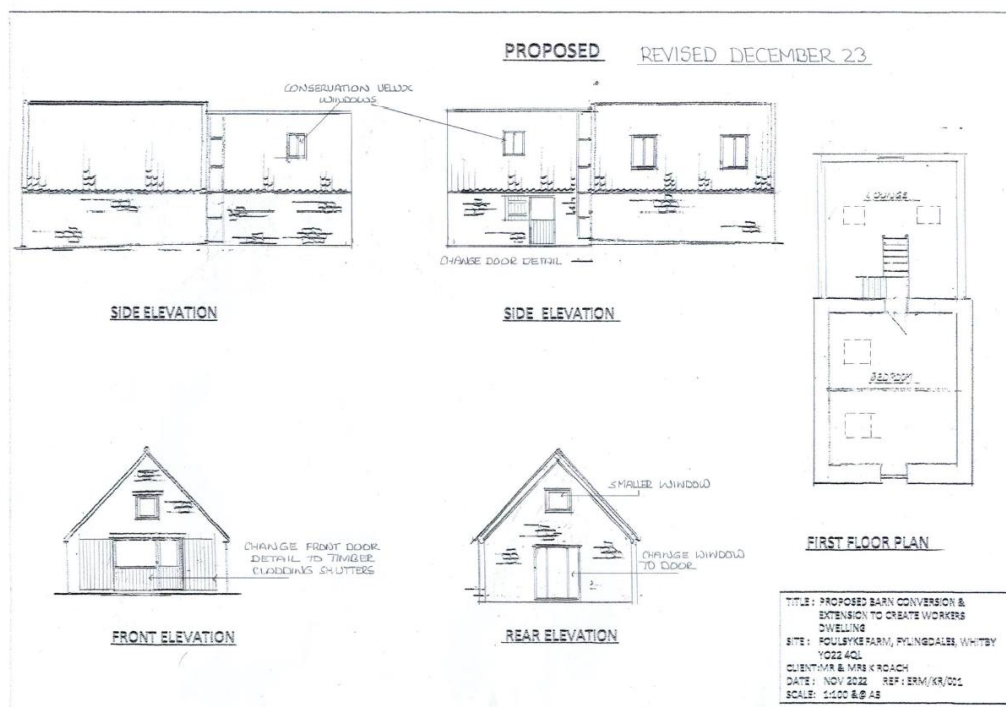 PROPOSED REVISED DECEMBER 23
CONSERVATION VELUX
WINDOWS
CHANGE DOOR DETAIL
SIDE ELEVATION
SIDE ELEVATION
LOUNGE
BEDROOM
FIRST FLOOR PLAN
CHANGE FRONT DOOR
DETAIL TO TIMBER
CLADDING SHUTTERS
FRONT ELEVATION
SMALLER WINDOW
CHANGE WINDOW
TO DOOR
REAR ELEVATION
TITLE: PROPOSED BARN CONVERSION &
EXTENSION TO CREATE WORKERS
DWELLING
SITE: FOULSYKE FARM, FYLINGDALES, WHITBY
YO22 4QL
CLIENT: MR & MRS K ROACH
DATE: NOV 2022 REF: ERM/KR/001
SCALE: 1:100 @ A3